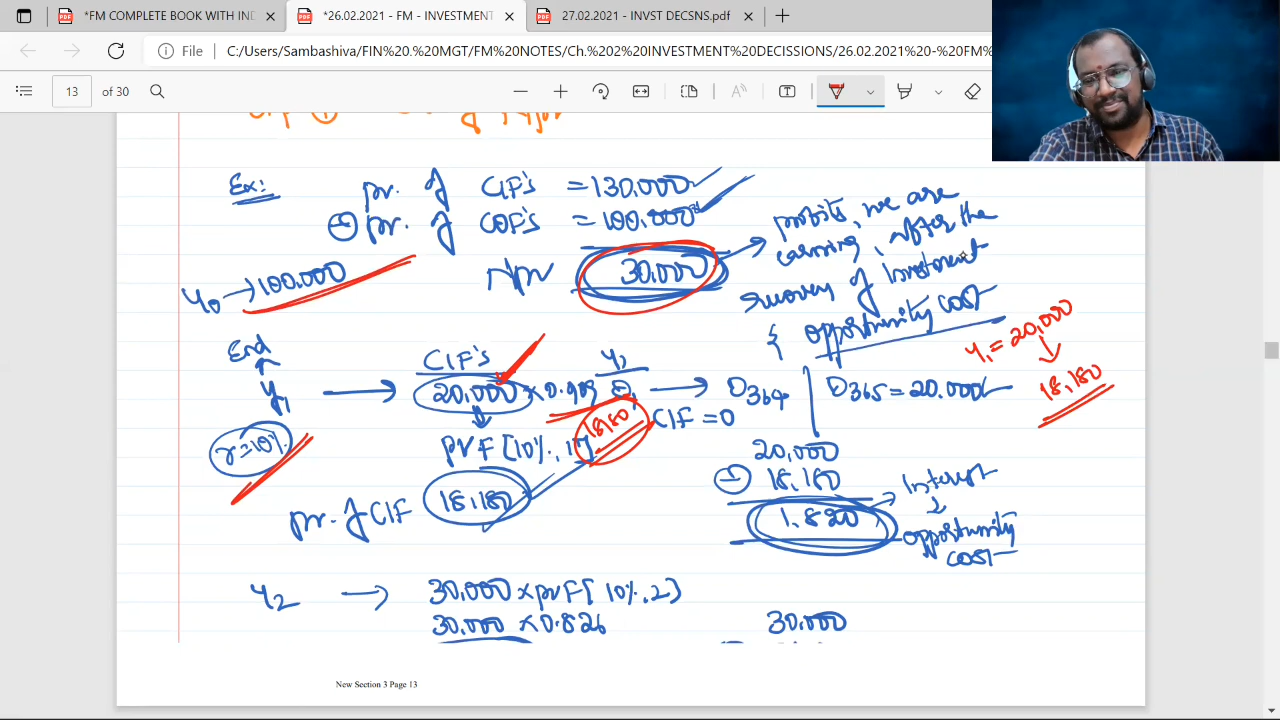 *FM COMPLETE BOOK WITH IND
*26.02.2021 - FM - INVESTMENT
27.02.2021 - INVST DECSNS.pdf
File
C:/Users/Sambashiva/FIN%20.%20MGT/FM%20NOTES/Ch.%202%20INVESTMENT%20DECISSIONS/26.02.2021%20-%20FM%
13 of 30
Ex:
pv. of CIF's = 130,000
- pv. of COF's = 100,000
NPV 30,000
profits, we are
earning, after the
recovery of Investment
& opportunity cost
Y0 → 100,000
End
Y1
CIF's
20,000 × 0.909
Y1
→ D364
CIF = 0
D365 = 20,000
Y1 = 20,000
18,180
r = 10%
PVF [10%, 1Y]
18,180
pv. of CIF 18,180
20,000
- 18,180
1,820
→ Interest
opportunity
cost
Y2 → 30,000 × PVF [10%, 2]
30,000 × 0.826
30,000
New Section 3 Page 13